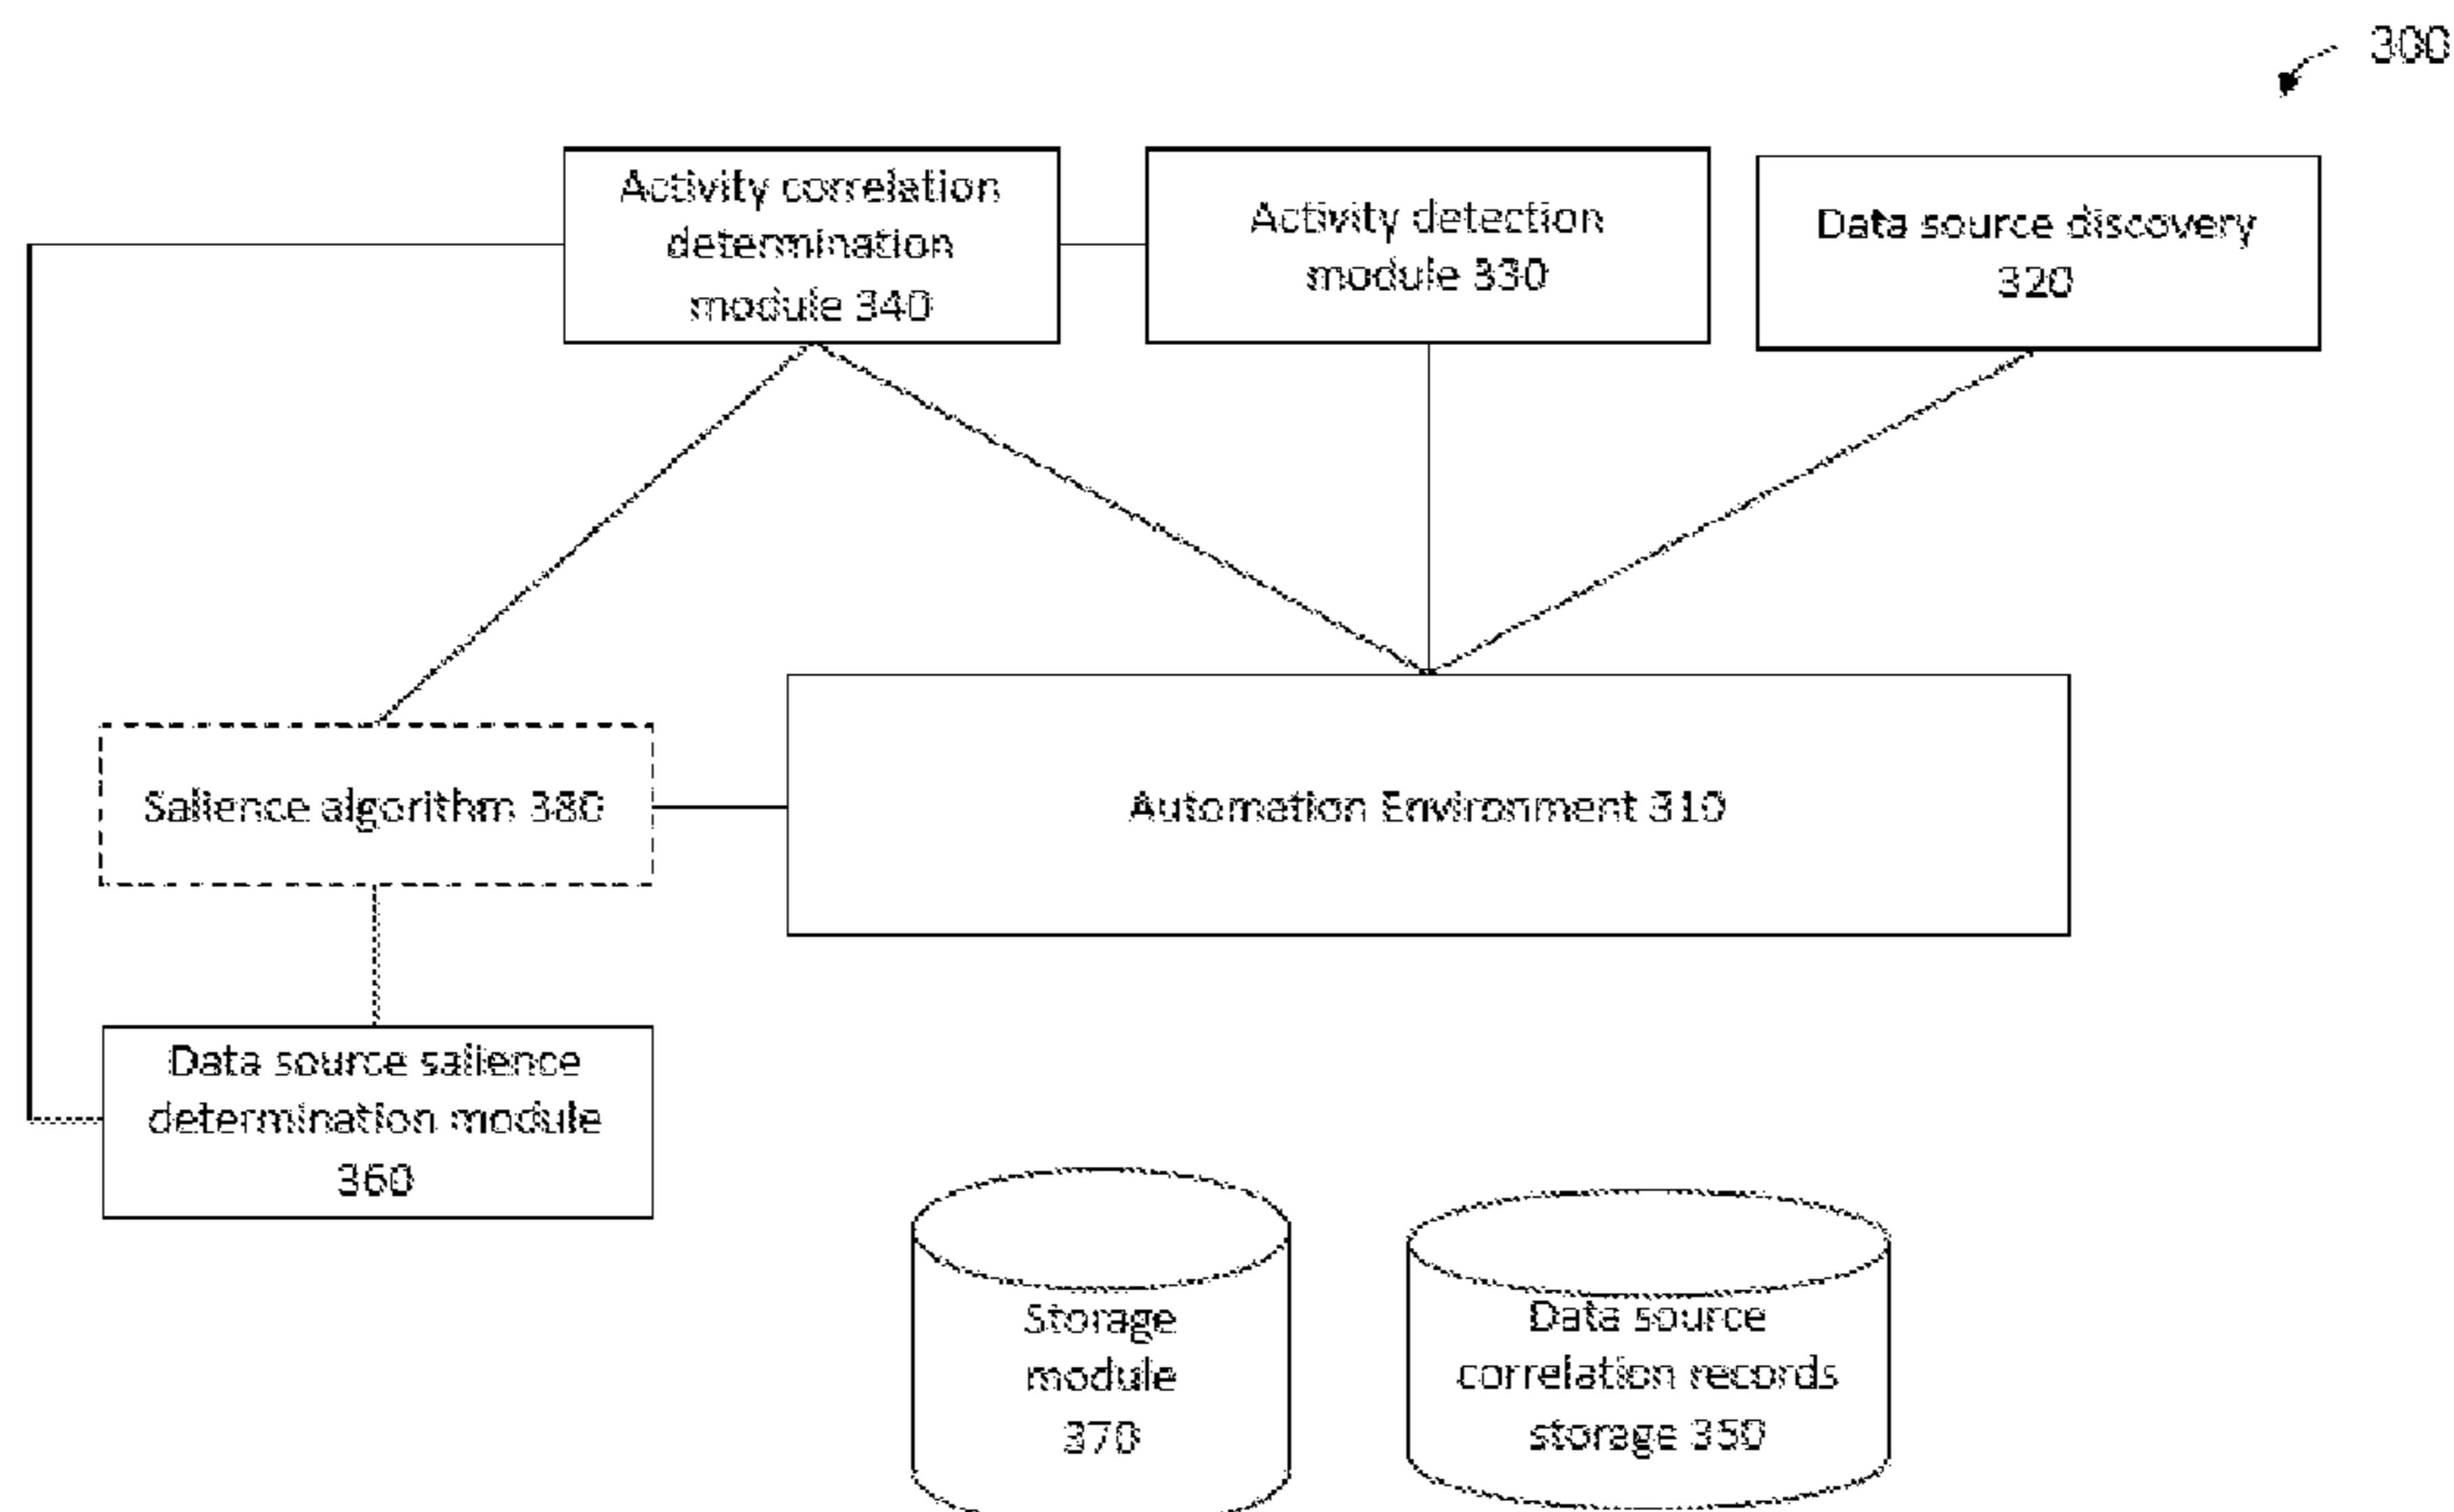 300
Activity correlation
determination
module 340
Activity detection
module 330
Data source discovery
320
Salience algorithm 380
Automation Environment 310
Data source salience
determination module
360
Storage
module
370
Data source
correlation records
storage 350